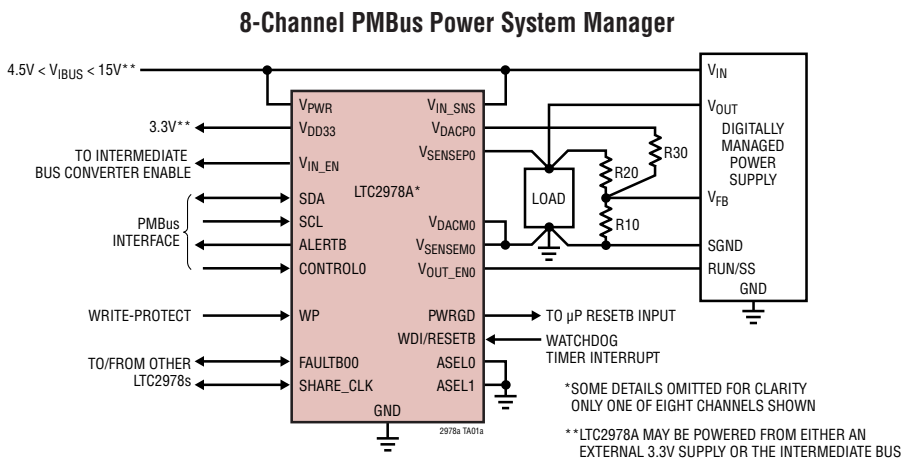 8-Channel PMBus Power System Manager
4.5V < VIBUS < 15V**
3.3V**
TO INTERMEDIATE
BUS CONVERTER ENABLE
PMBus
INTERFACE
WRITE-PROTECT
TO/FROM OTHER
LTC2978s
VPWR
VDD33
VIN_EN
SDA
SCL
ALERTB
CONTROL0
WP
FAULTB00
SHARE_CLK
GND
LTC2978A*
VIN_SNS
VDACP0
VSENSEP0
VDACM0
VSENSEM0
VOUT_EN0
PWRGD
WDI/RESETB
ASEL0
ASEL1
2978a TA01a
LOAD
R20
R30
R10
VIN
VOUT
DIGITALLY
MANAGED
POWER
SUPPLY
VFB
SGND
RUN/SS
GND
TO µP RESETB INPUT
WATCHDOG
TIMER INTERRUPT
*SOME DETAILS OMITTED FOR CLARITY
ONLY ONE OF EIGHT CHANNELS SHOWN
**LTC2978A MAY BE POWERED FROM EITHER AN
EXTERNAL 3.3V SUPPLY OR THE INTERMEDIATE BUS